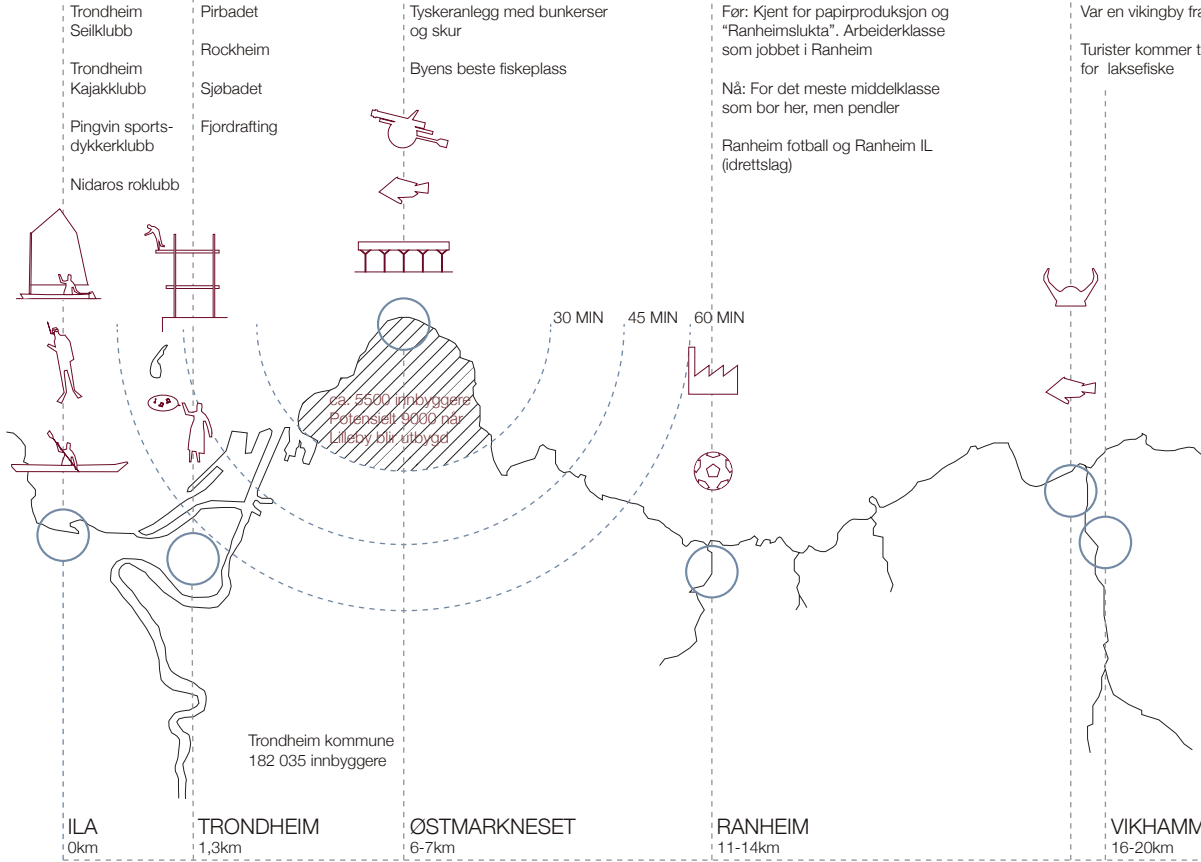 Trondheim
Seilklubb
Trondheim
Kajakklubb
Pingvin sports-
dykkerklubb
Nidaros roklubb
Pirbadet
Rockheim
Sjøbadet
Fjordrafting
Tyskeranlegg med bunkerser
og skur
Byens beste fiskeplass
Før: Kjent for papirproduksjon og
“Ranheimslukta”. Arbeiderklasse
som jobbet i Ranheim
Nå: For det meste middelklasse
som bor her, men pendler
Ranheim fotball og Ranheim IL
(idrettslag)
Var en vikingby fra
Turister kommer t
for laksefiske
30 MIN
45 MIN
60 MIN
ca. 5500 innbyggere
Potensielt 9000 når
Lilleby blir utbygd
Trondheim kommune
182 035 innbyggere
ILA
0km
TRONDHEIM
1,3km
ØSTMARKNESET
6-7km
RANHEIM
11-14km
VIKHAMM
16-20km